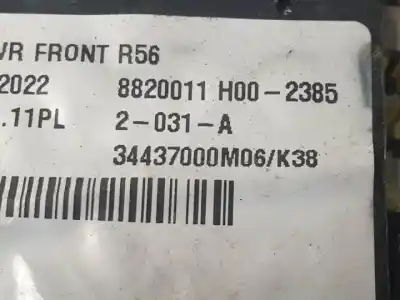 VR FRONT R56
2022 8820011 H00-2385
.11PL 2-031-A
34437000M06/K38